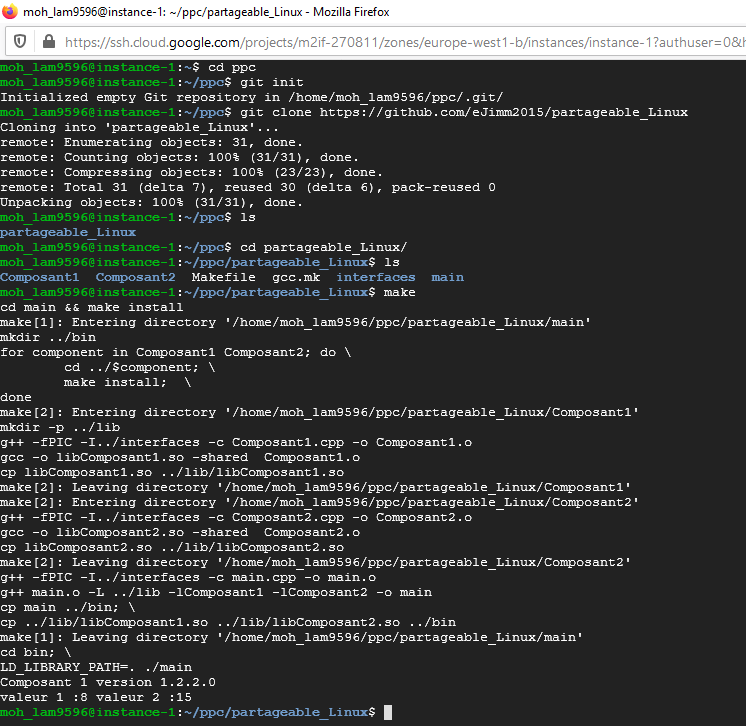 moh_lam9596@instance-1: ~/ppc/partageable_Linux - Mozilla Firefox
https://ssh.cloud.google.com/projects/m2if-270811/zones/europe-west1-b/instances/instance-1?authuser=0&h
moh_lam9596@instance-1:~$ cd ppc
moh_lam9596@instance-1:~/ppc$ git init
Initialized empty Git repository in /home/moh_lam9596/ppc/.git/
moh_lam9596@instance-1:~/ppc$ git clone https://github.com/eJimm2015/partageable_Linux
Cloning into 'partageable_Linux'...
remote: Enumerating objects: 31, done.
remote: Counting objects: 100% (31/31), done.
remote: Compressing objects: 100% (23/23), done.
remote: Total 31 (delta 7), reused 30 (delta 6), pack-reused 0
Unpacking objects: 100% (31/31), done.
moh_lam9596@instance-1:~/ppc$ ls
partageable_Linux
moh_lam9596@instance-1:~/ppc$ cd partageable_Linux/
moh_lam9596@instance-1:~/ppc/partageable_Linux$ ls
Composant1  Composant2  Makefile  gcc.mk  interfaces  main
moh_lam9596@instance-1:~/ppc/partageable_Linux$ make
cd main && make install
make[1]: Entering directory '/home/moh_lam9596/ppc/partageable_Linux/main'
mkdir ../bin
for component in Composant1 Composant2; do \
        cd ../$component; \
        make install;  \
done
make[2]: Entering directory '/home/moh_lam9596/ppc/partageable_Linux/Composant1'
mkdir -p ../lib
g++ -fPIC -I../interfaces -c Composant1.cpp -o Composant1.o
gcc -o libComposant1.so -shared  Composant1.o
cp libComposant1.so ../lib/libComposant1.so
make[2]: Leaving directory '/home/moh_lam9596/ppc/partageable_Linux/Composant1'
make[2]: Entering directory '/home/moh_lam9596/ppc/partageable_Linux/Composant2'
g++ -fPIC -I../interfaces -c Composant2.cpp -o Composant2.o
gcc -o libComposant2.so -shared  Composant2.o
cp libComposant2.so ../lib/libComposant2.so
make[2]: Leaving directory '/home/moh_lam9596/ppc/partageable_Linux/Composant2'
g++ -fPIC -I../interfaces -c main.cpp -o main.o
g++ main.o -L ../lib -lComposant1 -lComposant2 -o main
cp main ../bin; \
cp ../lib/libComposant1.so ../lib/libComposant2.so ../bin
make[1]: Leaving directory '/home/moh_lam9596/ppc/partageable_Linux/main'
cd bin; \
LD_LIBRARY_PATH=. ./main
Composant 1 version 1.2.2.0
valeur 1 :8 valeur 2 :15
moh_lam9596@instance-1:~/ppc/partageable_Linux$